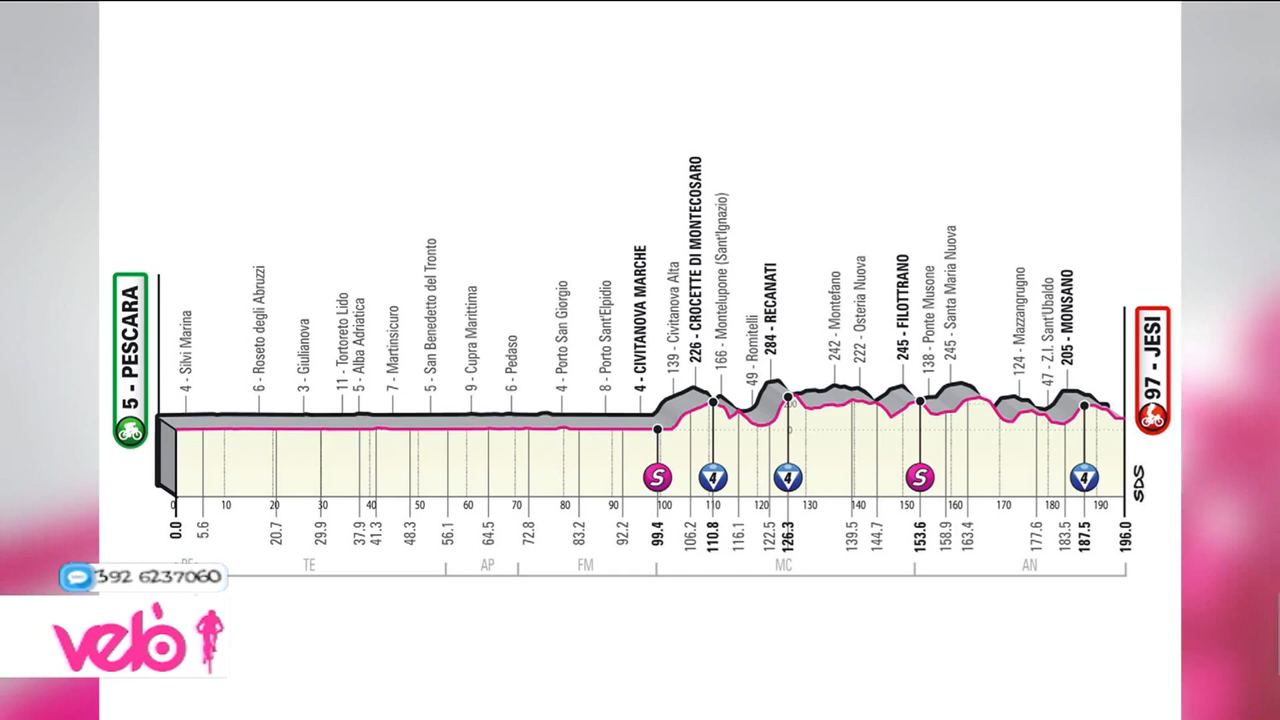 5 - PESCARA
4 - Silvi Marina
6 - Roseto degli Abruzzi
3 - Giulianova
11 - Tortoreto Lido
5 - Alba Adriatica
7 - Martinsicuro
5 - San Benedetto del Tronto
9 - Cupra Marittima
6 - Pedaso
4 - Porto San Giorgio
8 - Porto Sant'Elpidio
4 - CIVITANOVA MARCHE
139 - Civitanova Alta
226 - CROCETTE DI MONTECOSARO
166 - Montelupone (Sant'Ignazio)
49 - Romitelli
284 - RECANATI
242 - Montefano
222 - Osteria Nuova
245 - FILOTTRANO
138 - Ponte Musone
245 - Santa Maria Nuova
124 - Mazzangrugno
47 - Z.I. Sant'Ubaldo
205 - MONSANO
97 - JESI
S 4 4 S 4
SDS
0 10 20 30 40 50 60 70 80 90 100 110 120 130 140 150 160 170 180 190
0.0 5.6 20.7 29.9 37.9 41.3 48.3 56.1 64.5 72.8 83.2 92.2 99.4 106.2 110.8 116.1 122.5 126.3 139.5 144.7 153.6 158.9 163.4 177.6 183.5 187.5 196.0
TE AP FM MC AN
392 6237060
velò